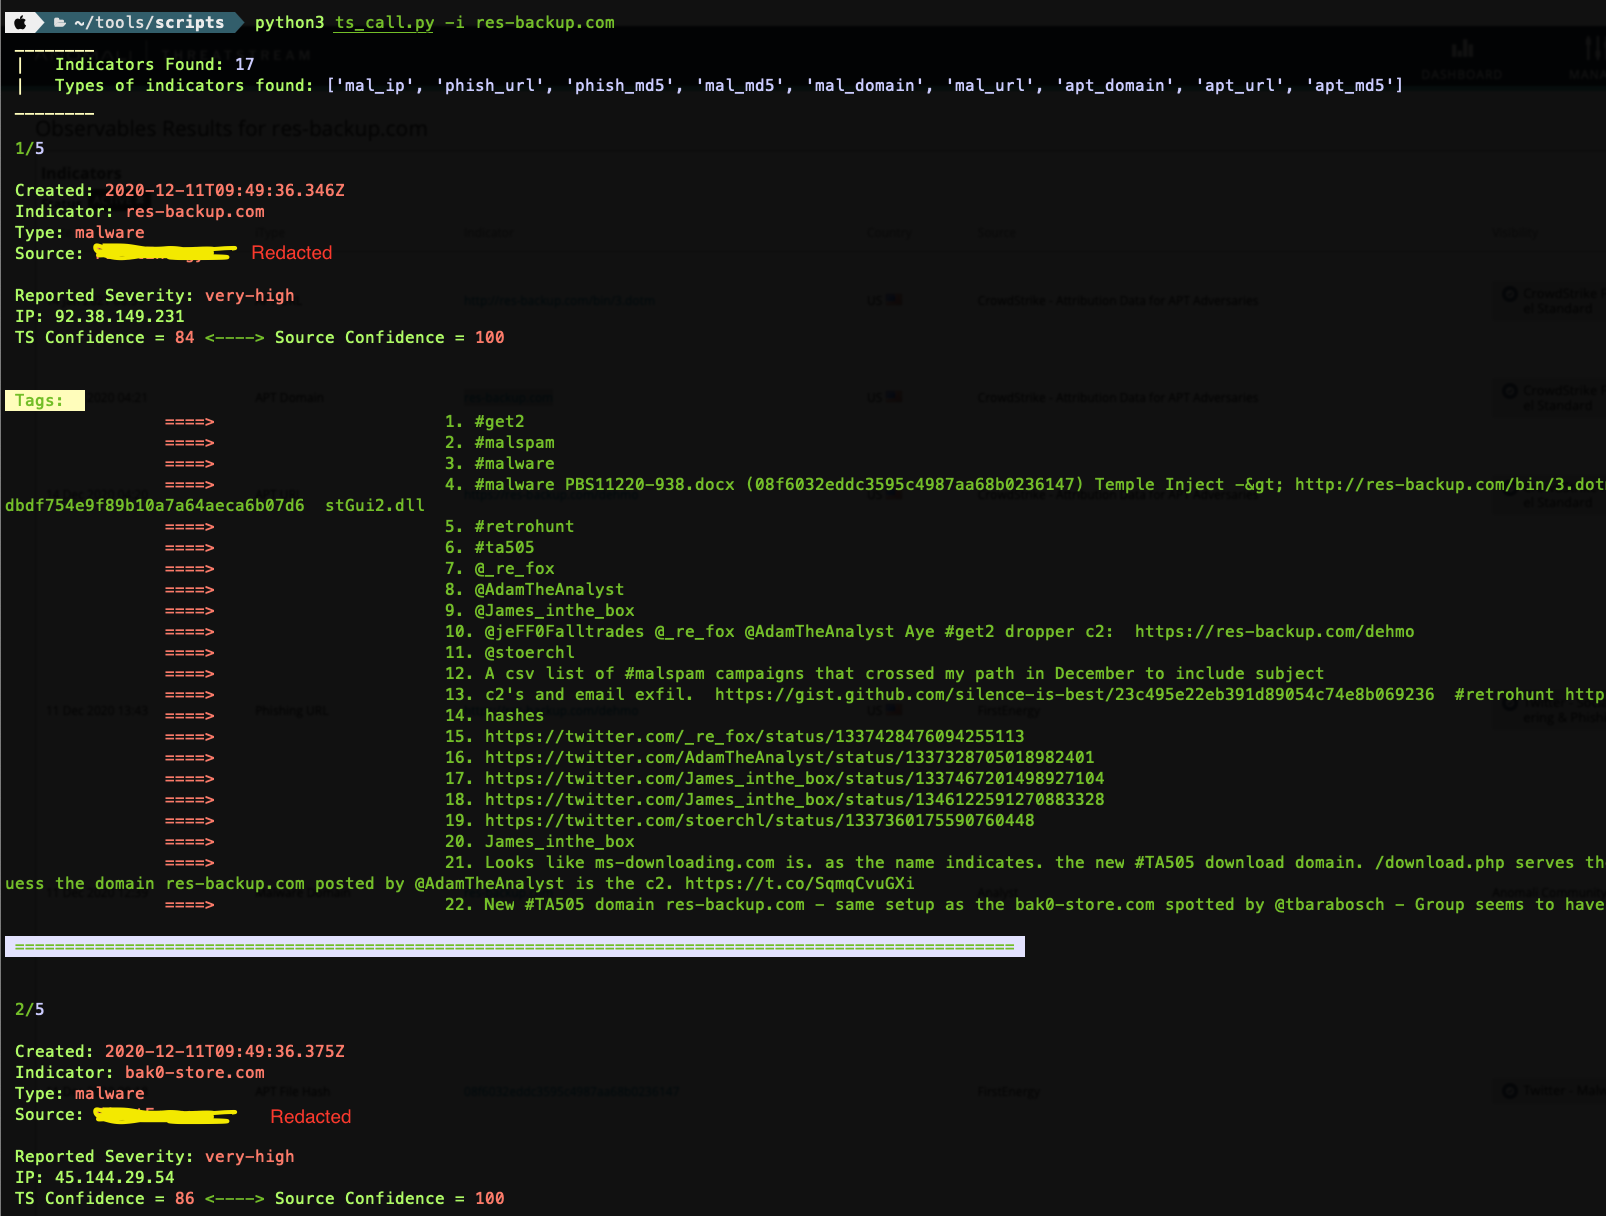 ~/tools/scripts python3 ts_call.py -i res-backup.com
| Indicators Found: 17
| Types of indicators found: ['mal_ip', 'phish_url', 'phish_md5', 'mal_md5', 'mal_domain', 'mal_url', 'apt_domain', 'apt_url', 'apt_md5']
Observables Results for res-backup.com
1/5
Indicators
Created: 2020-12-11T09:49:36.346Z
Indicator: res-backup.com
Type: malware
Source: Redacted
Reported Severity: very-high
IP: 92.38.149.231
TS Confidence = 84 <----> Source Confidence = 100
Tags:
====> 1. #get2
====> 2. #malspam
====> 3. #malware
====> 4. #malware PBS11220-938.docx (08f6032eddc3595c4987aa68b0236147) Temple Inject -&gt; http://res-backup.com/bin/3.dot
dbdf754e9f89b10a7a64aeca6b07d6  stGui2.dll
====> 5. #retrohunt
====> 6. #ta505
====> 7. @_re_fox
====> 8. @AdamTheAnalyst
====> 9. @James_inthe_box
====> 10. @jeFF0Falltrades @_re_fox @AdamTheAnalyst Aye #get2 dropper c2:  https://res-backup.com/dehmo
====> 11. @stoerchl
====> 12. A csv list of #malspam campaigns that crossed my path in December to include subject
====> 13. c2's and email exfil.  https://gist.github.com/silence-is-best/23c495e22eb391d89054c74e8b069236  #retrohunt http
====> 14. hashes
====> 15. https://twitter.com/_re_fox/status/1337428476094255113
====> 16. https://twitter.com/AdamTheAnalyst/status/1337328705018982401
====> 17. https://twitter.com/James_inthe_box/status/1337467201498927104
====> 18. https://twitter.com/James_inthe_box/status/1346122591270883328
====> 19. https://twitter.com/stoerchl/status/1337360175590760448
====> 20. James_inthe_box
====> 21. Looks like ms-downloading.com is. as the name indicates. the new #TA505 download domain. /download.php serves th
uess the domain res-backup.com posted by @AdamTheAnalyst is the c2. https://t.co/SqmqCvuGXi
====> 22. New #TA505 domain res-backup.com - same setup as the bak0-store.com spotted by @tbarabosch - Group seems to have
====================================================================================================
2/5
Created: 2020-12-11T09:49:36.375Z
Indicator: bak0-store.com
Type: malware
Source: Redacted
Reported Severity: very-high
IP: 45.144.29.54
TS Confidence = 86 <----> Source Confidence = 100